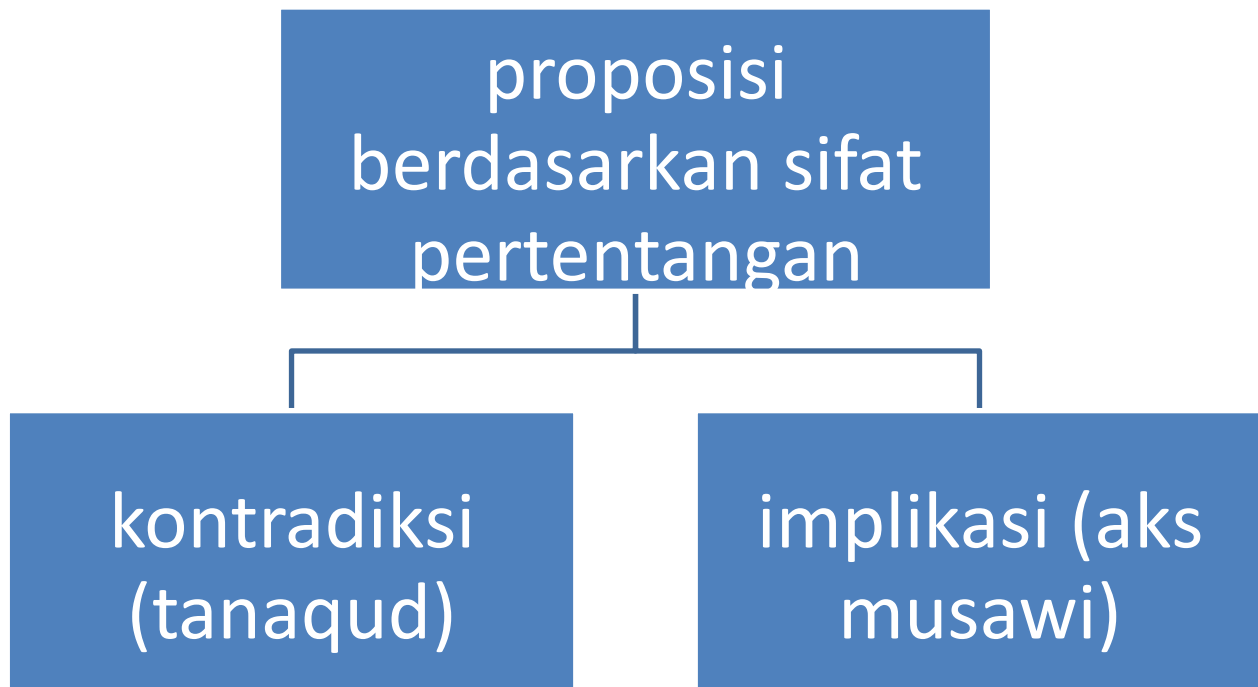 proposisi
berdasarkan sifat
pertentangan
kontradiksi
(tanaqud)
implikasi (aks
musawi)